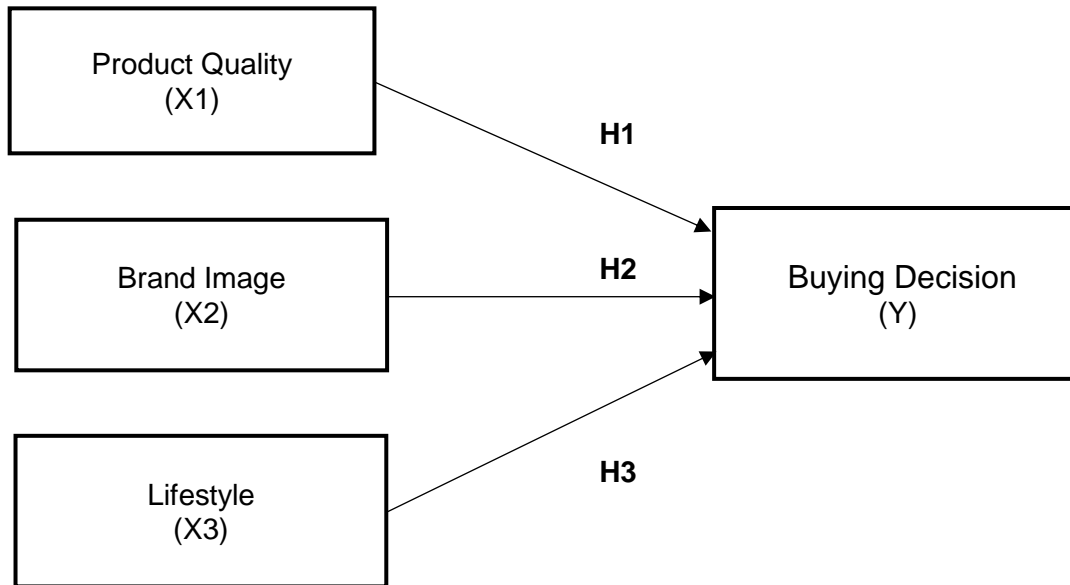 Product Quality
(X1)
H1
Brand Image
(X2)
H2
Buying Decision
(Y)
Lifestyle
(X3)
H3